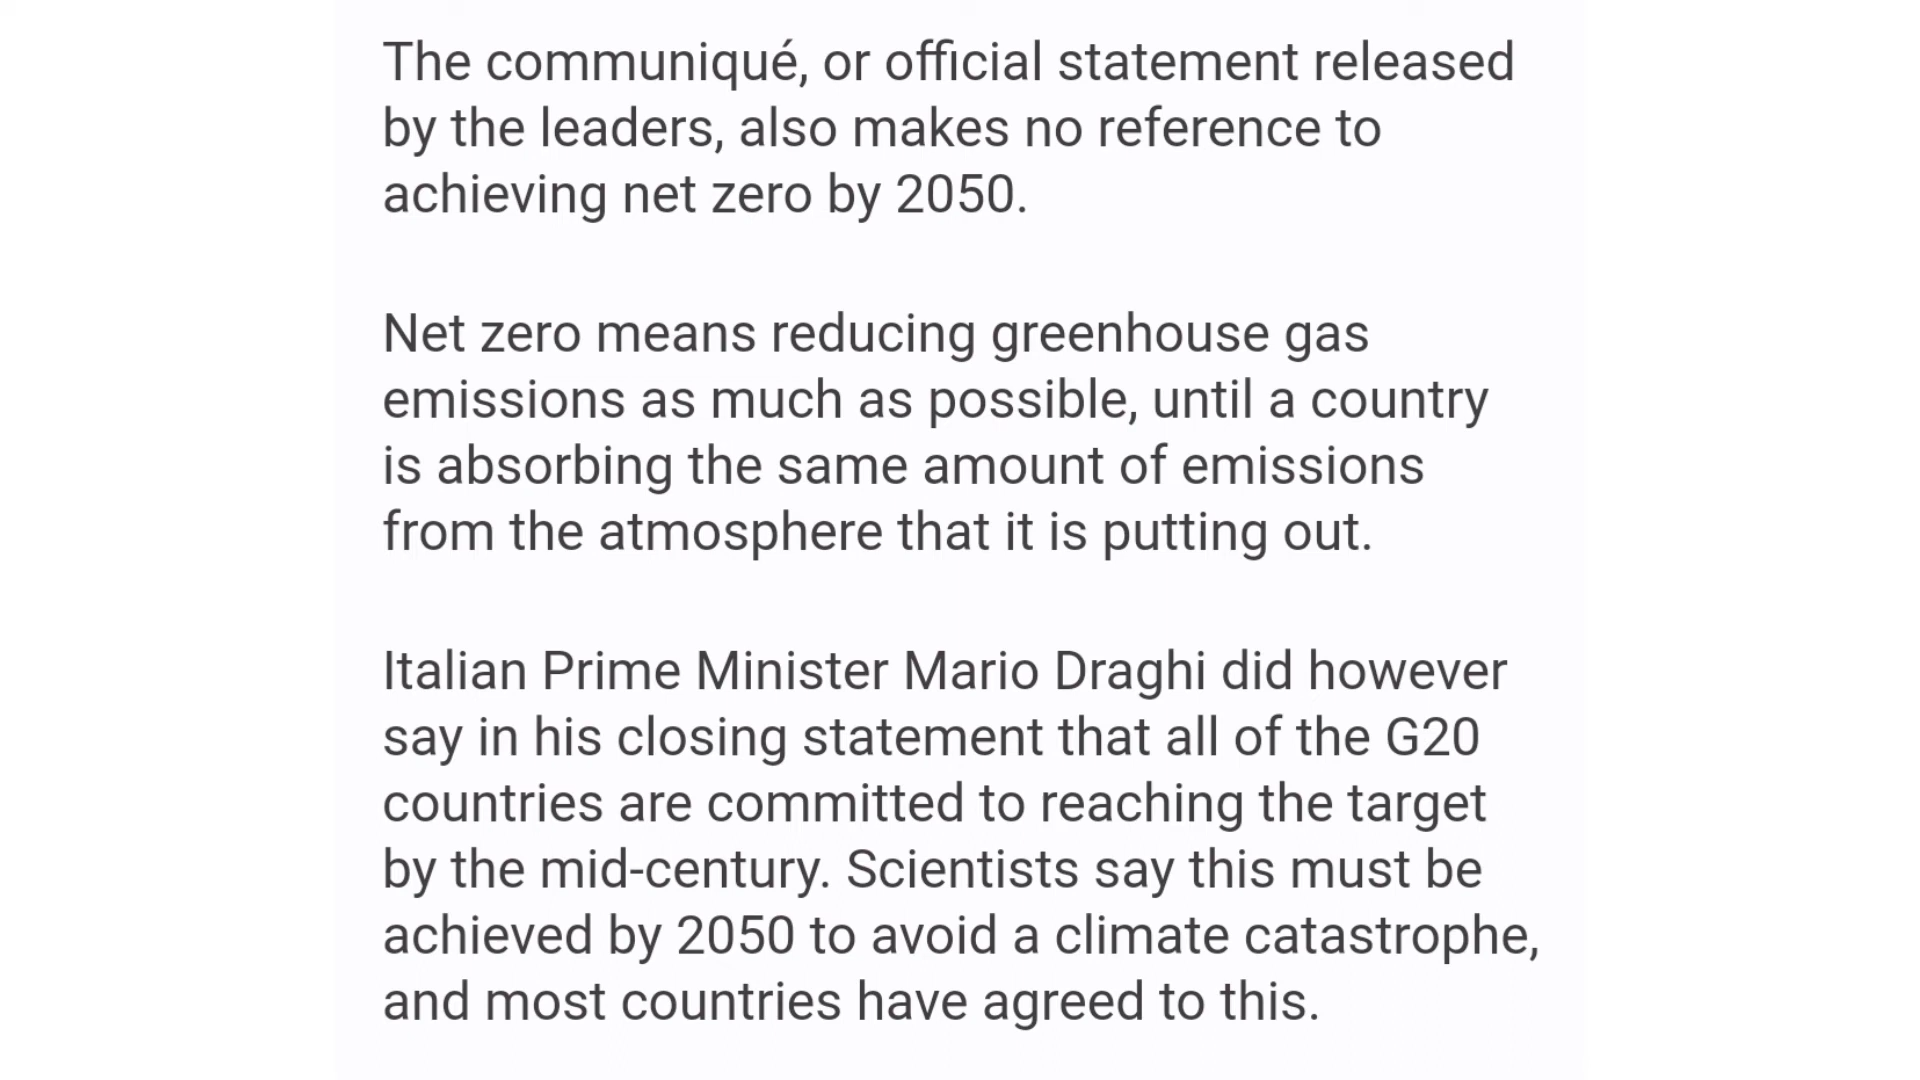 The communiqué, or official statement released
by the leaders, also makes no reference to
achieving net zero by 2050.
Net zero means reducing greenhouse gas
emissions as much as possible, until a country
is absorbing the same amount of emissions
from the atmosphere that it is putting out.
Italian Prime Minister Mario Draghi did however
say in his closing statement that all of the G20
countries are committed to reaching the target
by the mid-century. Scientists say this must be
achieved by 2050 to avoid a climate catastrophe,
and most countries have agreed to this.